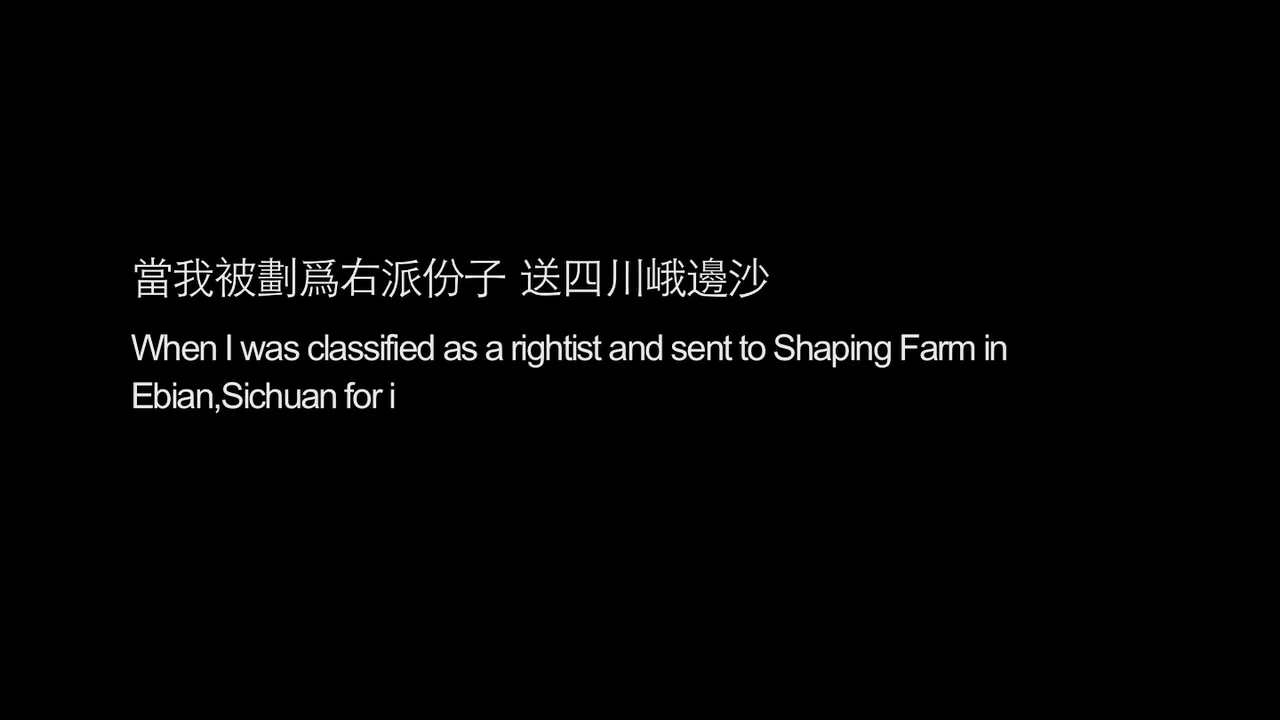 當我被劃爲右派份子 送四川峨邊沙
When I was classified as a rightist and sent to Shaping Farm in
Ebian,Sichuan for i